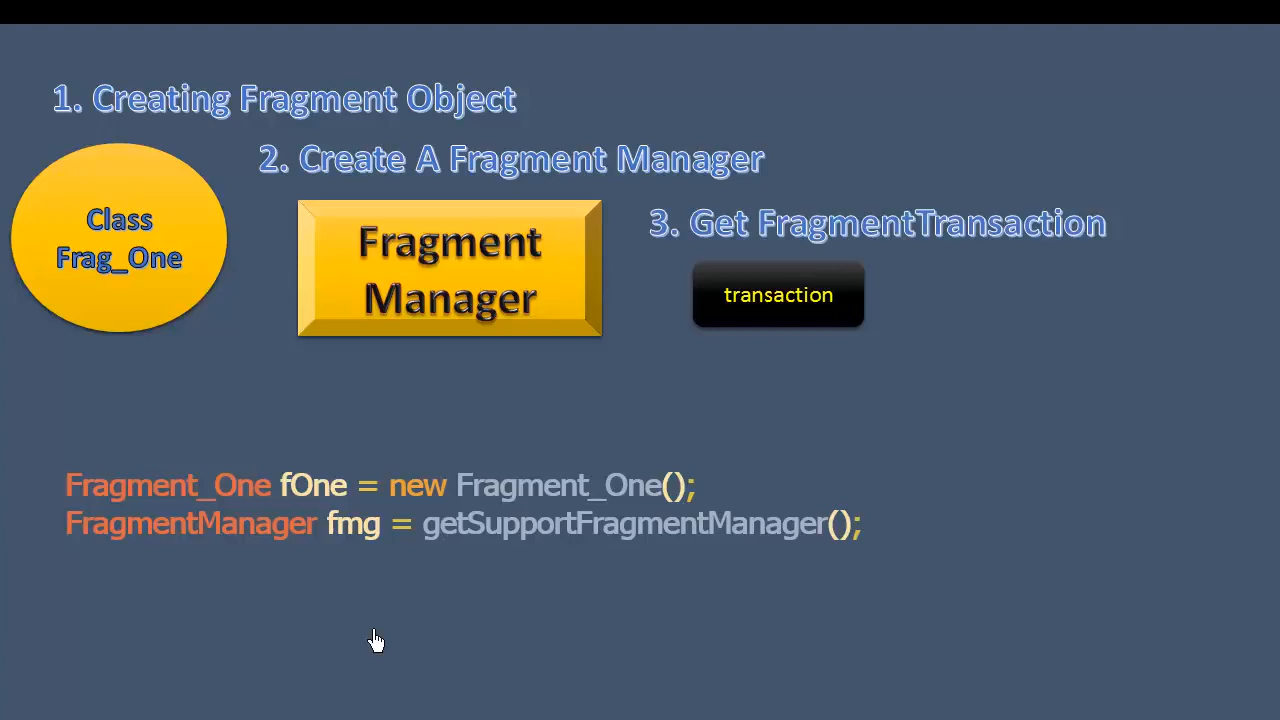 1. Creating Fragment Object
2. Create A Fragment Manager
3. Get FragmentTransaction
Class
Frag_One
Fragment
Manager
transaction
Fragment_One fOne = new Fragment_One();
FragmentManager fmg = getSupportFragmentManager();